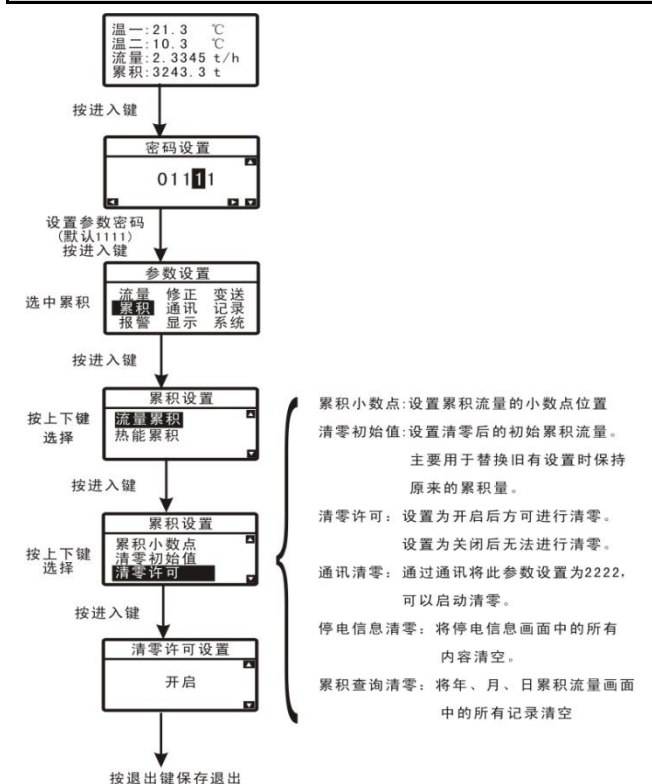 温一:21.3 ℃
温二:10.3 ℃
流量:2.3345 t/h
累积:3243.3 t
按进入键
密码设置
01111
设置参数密码
(默认1111)
按进入键
参数设置
流量 修正 变送
累积 通讯 记录
报警 显示 系统
选中累积
按进入键
累积设置
流量累积
热能累积
按上下键
选择
按进入键
累积设置
累积小数点
清零初始值
清零许可
按上下键
选择
按进入键
清零许可设置
开启
按退出键保存退出
累积小数点:设置累积流量的小数点位置
清零初始值:设置清零后的初始累积流量。
主要用于替换旧有设置时保持
原来的累积量。
清零许可：设置为开启后方可进行清零。
设置为关闭后无法进行清零。
通讯清零：通过通讯将此参数设置为2222，
可以启动清零。
停电信息清零：将停电信息画面中的所有
内容清空。
累积查询清零：将年、月、日累积流量画面
中的所有记录清空